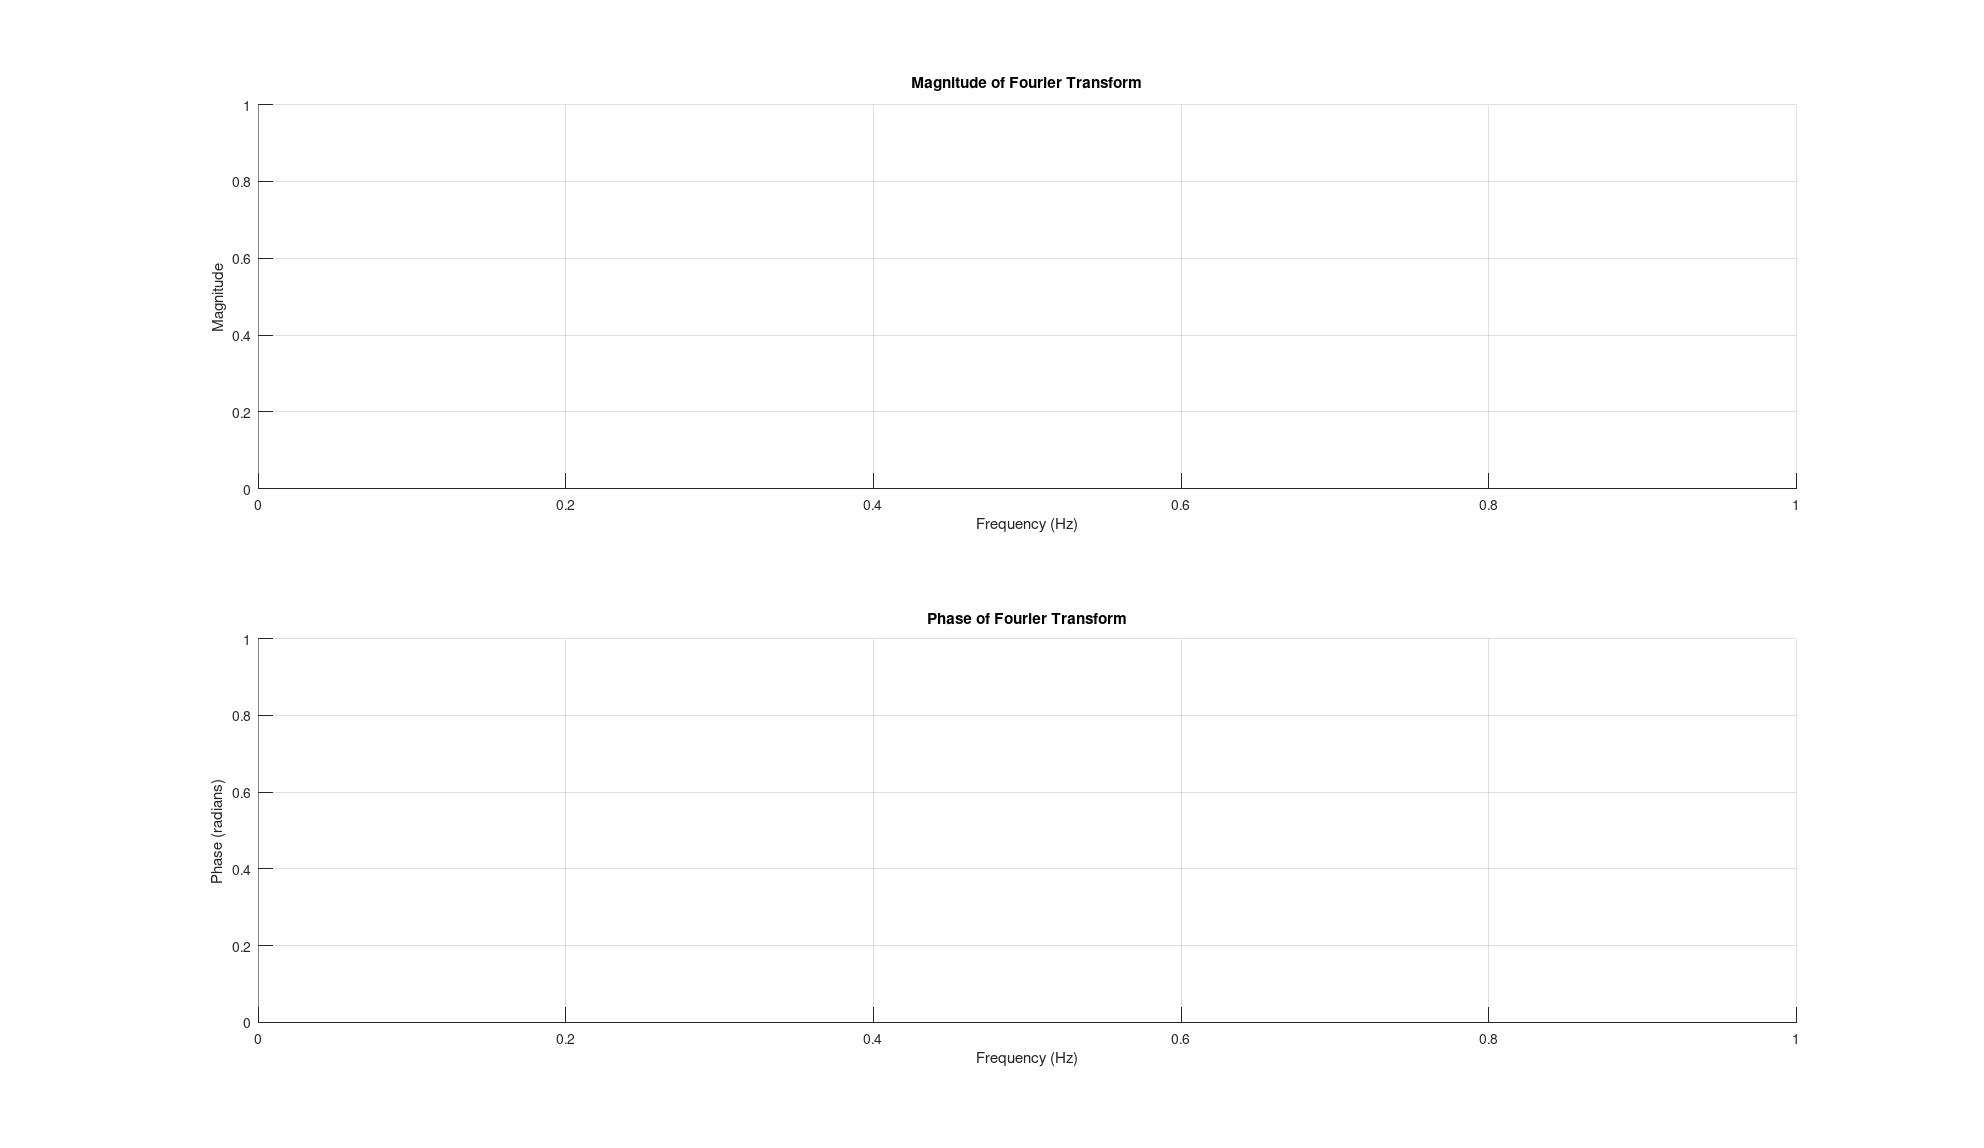 Magnitude of Fourier Transform
1
0.8
0.6
0.4
0.2
0
Magnitude
0 0.2 0.4 0.6 0.8 1
Frequency (Hz)
Phase of Fourier Transform
1
0.8
0.6
0.4
0.2
0
Phase (radians)
0 0.2 0.4 0.6 0.8 1
Frequency (Hz)